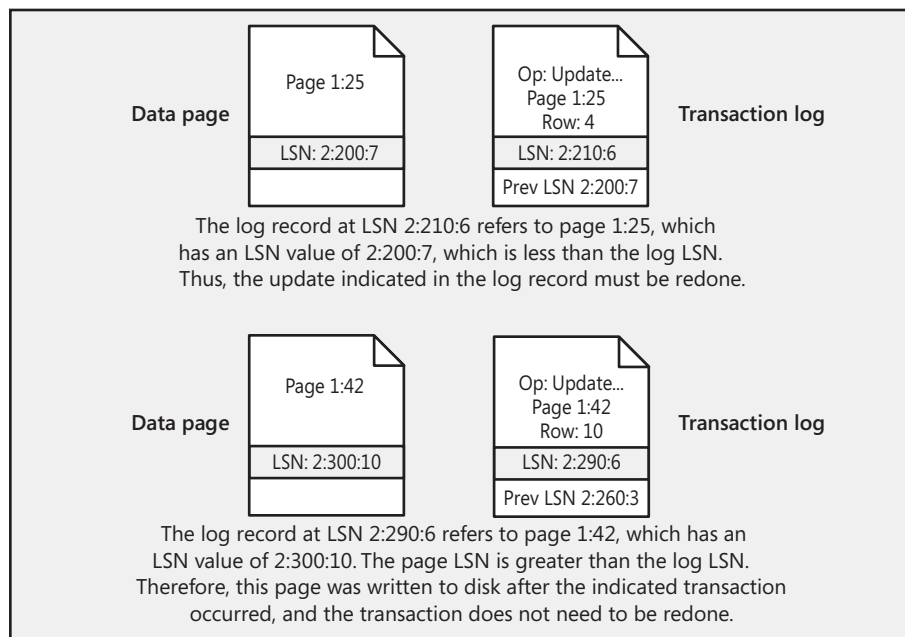 Page 1:25
Data page
LSN: 2:200:7
Op: Update...
Page 1:25
Row: 4
Transaction log
LSN: 2:210:6
Prev LSN 2:200:7
The log record at LSN 2:210:6 refers to page 1:25, which
has an LSN value of 2:200:7, which is less than the log LSN.
Thus, the update indicated in the log record must be redone.
Page 1:42
Data page
LSN: 2:300:10
Op: Update...
Page 1:42
Row: 10
Transaction log
LSN: 2:290:6
Prev LSN 2:260:3
The log record at LSN 2:290:6 refers to page 1:42, which has an
LSN value of 2:300:10. The page LSN is greater than the log LSN.
Therefore, this page was written to disk after the indicated transaction
occurred, and the transaction does not need to be redone.